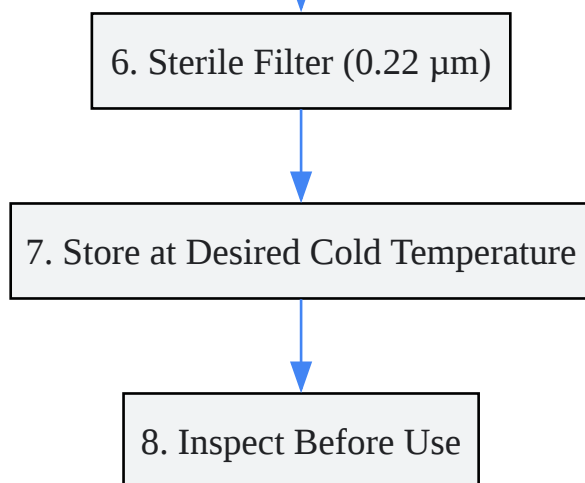 6. Sterile Filter (0.22 µm)
7. Store at Desired Cold Temperature
8. Inspect Before Use